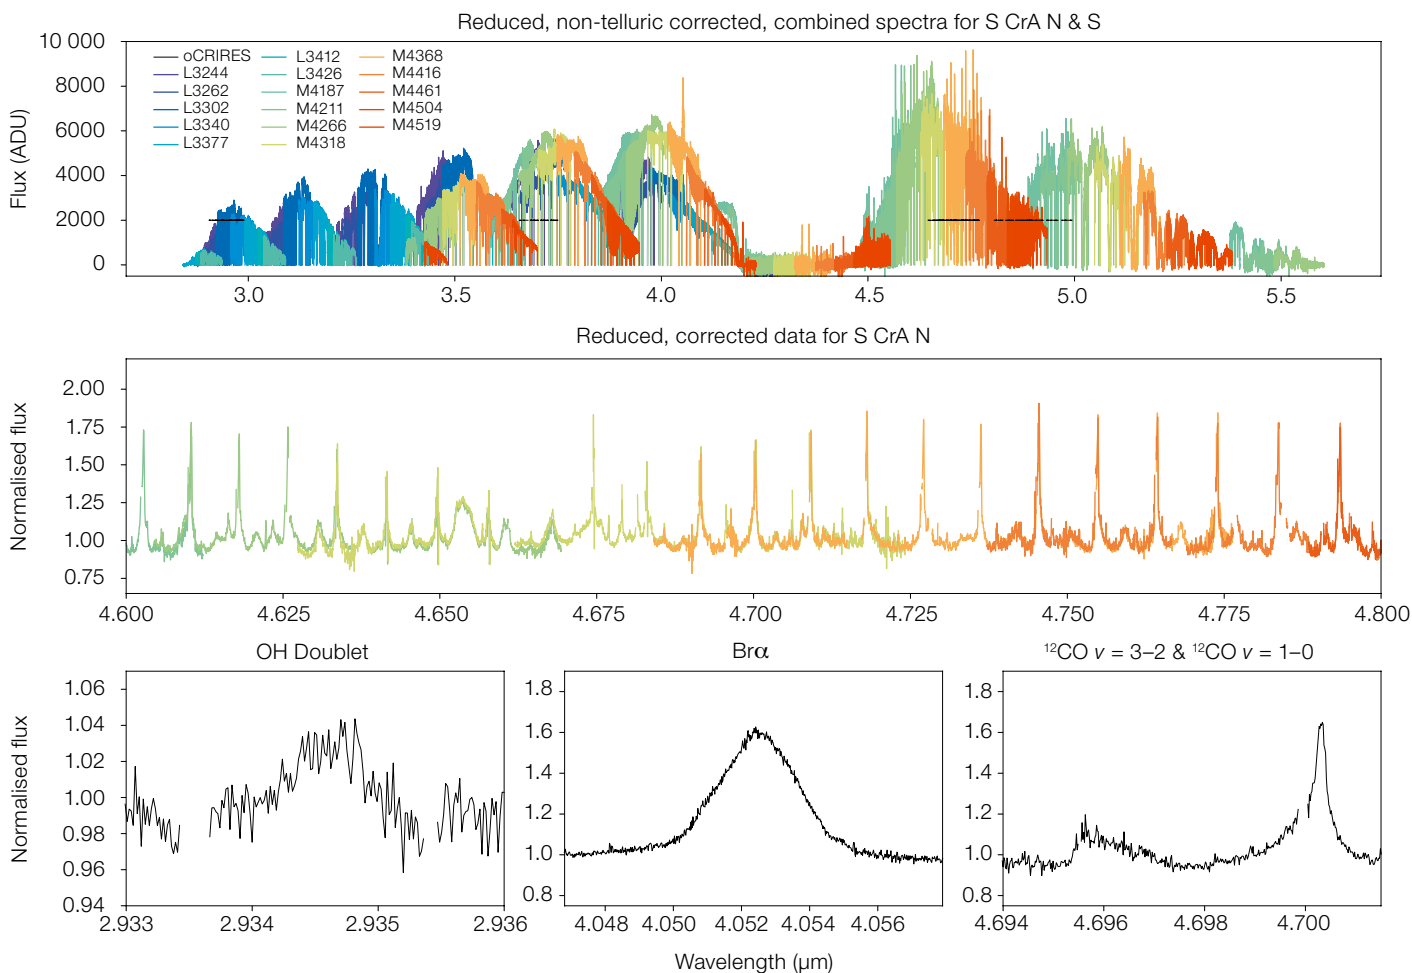 Reduced, non-telluric corrected, combined spectra for S CrA N & S
Flux (ADU)
10 000
8000
6000
4000
2000
0
oCRIRES
L3244
L3262
L3302
L3340
L3377
L3412
L3426
M4187
M4211
M4266
M4318
M4368
M4416
M4461
M4504
M4519
3.0 3.5 4.0 4.5 5.0 5.5
Reduced, corrected data for S CrA N
Normalised flux
2.00
1.75
1.50
1.25
1.00
0.75
4.600 4.625 4.650 4.675 4.700 4.725 4.750 4.775 4.800
OH Doublet
Normalised flux
1.06
1.04
1.02
1.00
0.98
0.96
0.94
2.933 2.934 2.935 2.936
Brα
1.8
1.6
1.4
1.2
1.0
0.8
4.048 4.050 4.052 4.054 4.056
¹²CO v = 3–2 & ¹²CO v = 1–0
1.8
1.6
1.4
1.2
1.0
0.8
4.694 4.696 4.698 4.700
Wavelength (µm)